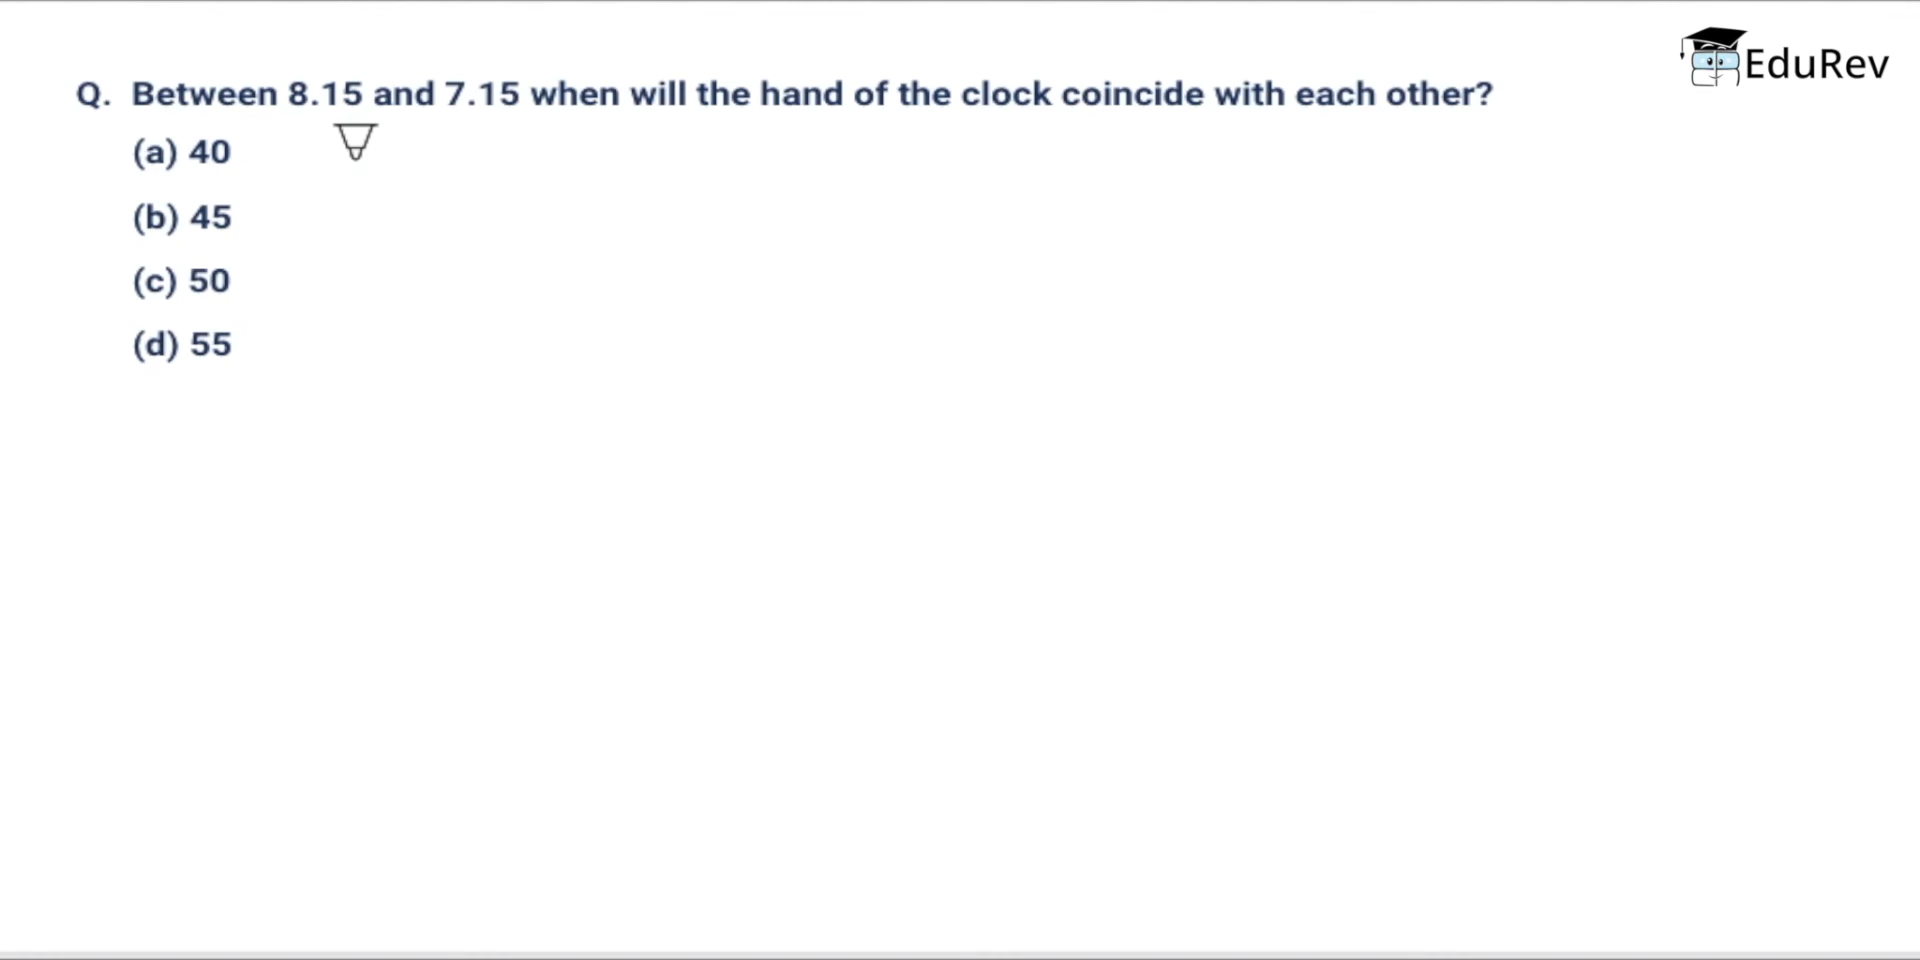 EduRev
Q. Between 8.15 and 7.15 when will the hand of the clock coincide with each other?
(a) 40
(b) 45
(c) 50
(d) 55